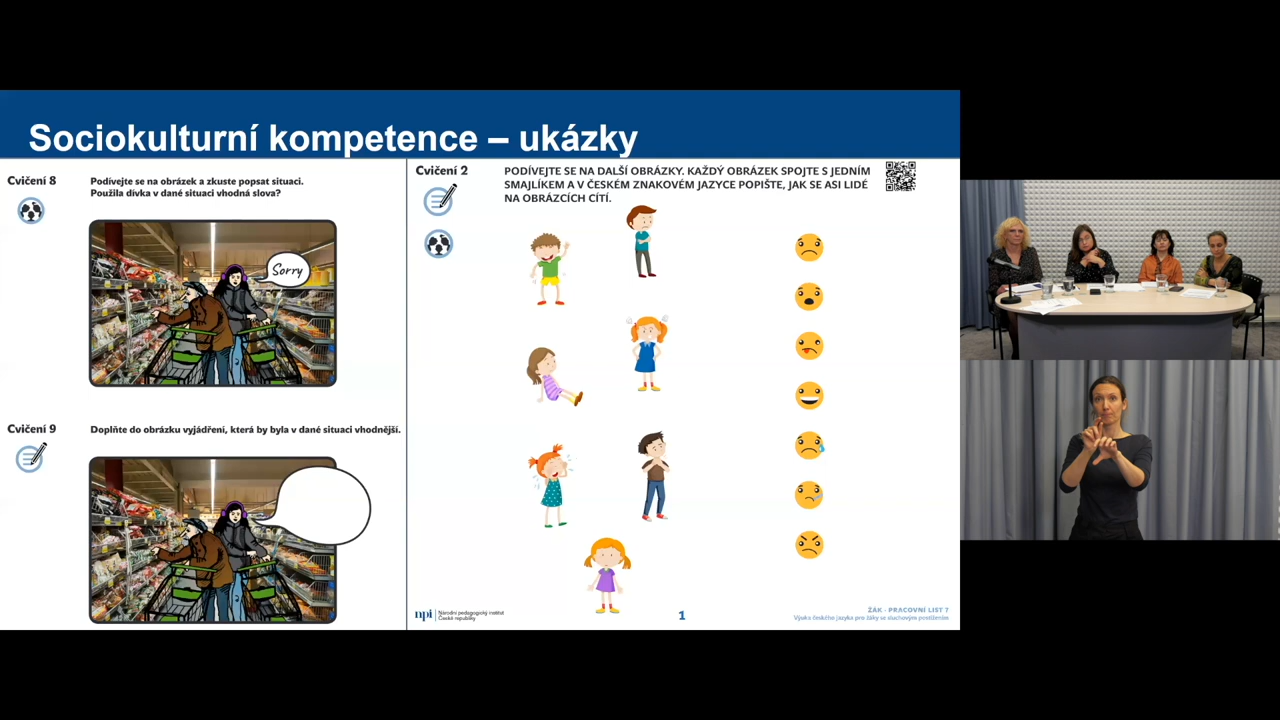 Sociokulturní kompetence – ukázky
Cvičení 8
Podívejte se na obrázek a zkuste popsat situaci.
Použila dívka v dané situaci vhodná slova?
Sorry
Cvičení 9
Doplňte do obrázku vyjádření, která by byla v dané situaci vhodnější.
Cvičení 2
PODÍVEJTE SE NA DALŠÍ OBRÁZKY. KAŽDÝ OBRÁZEK SPOJTE S JEDNÍM
SMAJLÍKEM A V ČESKÉM ZNAKOVÉM JAZYCE POPIŠTE, JAK SE ASI LIDÉ
NA OBRÁZCÍCH CÍTÍ.
npi
Národní pedagogický institut
České republiky
1
ŽÁK - PRACOVNÍ LIST 7
Výuka českého jazyka pro žáky se sluchovým postižením